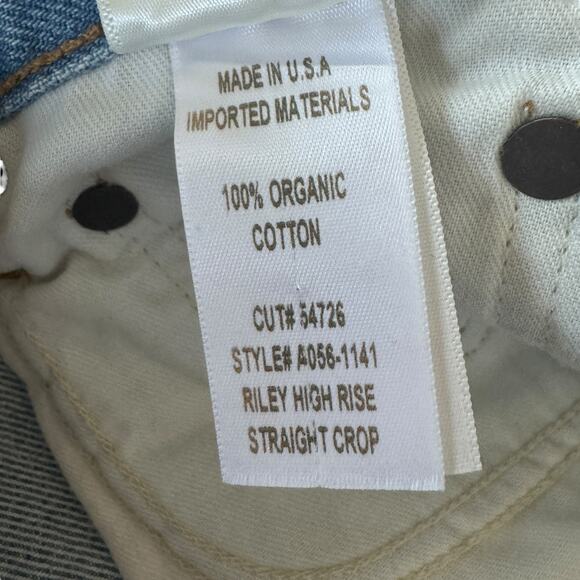 MADE IN U.S.A
IMPORTED MATERIALS
100% ORGANIC
COTTON
CUT# 54726
STYLE# A056-1141
RILEY HIGH RISE
STRAIGHT CROP